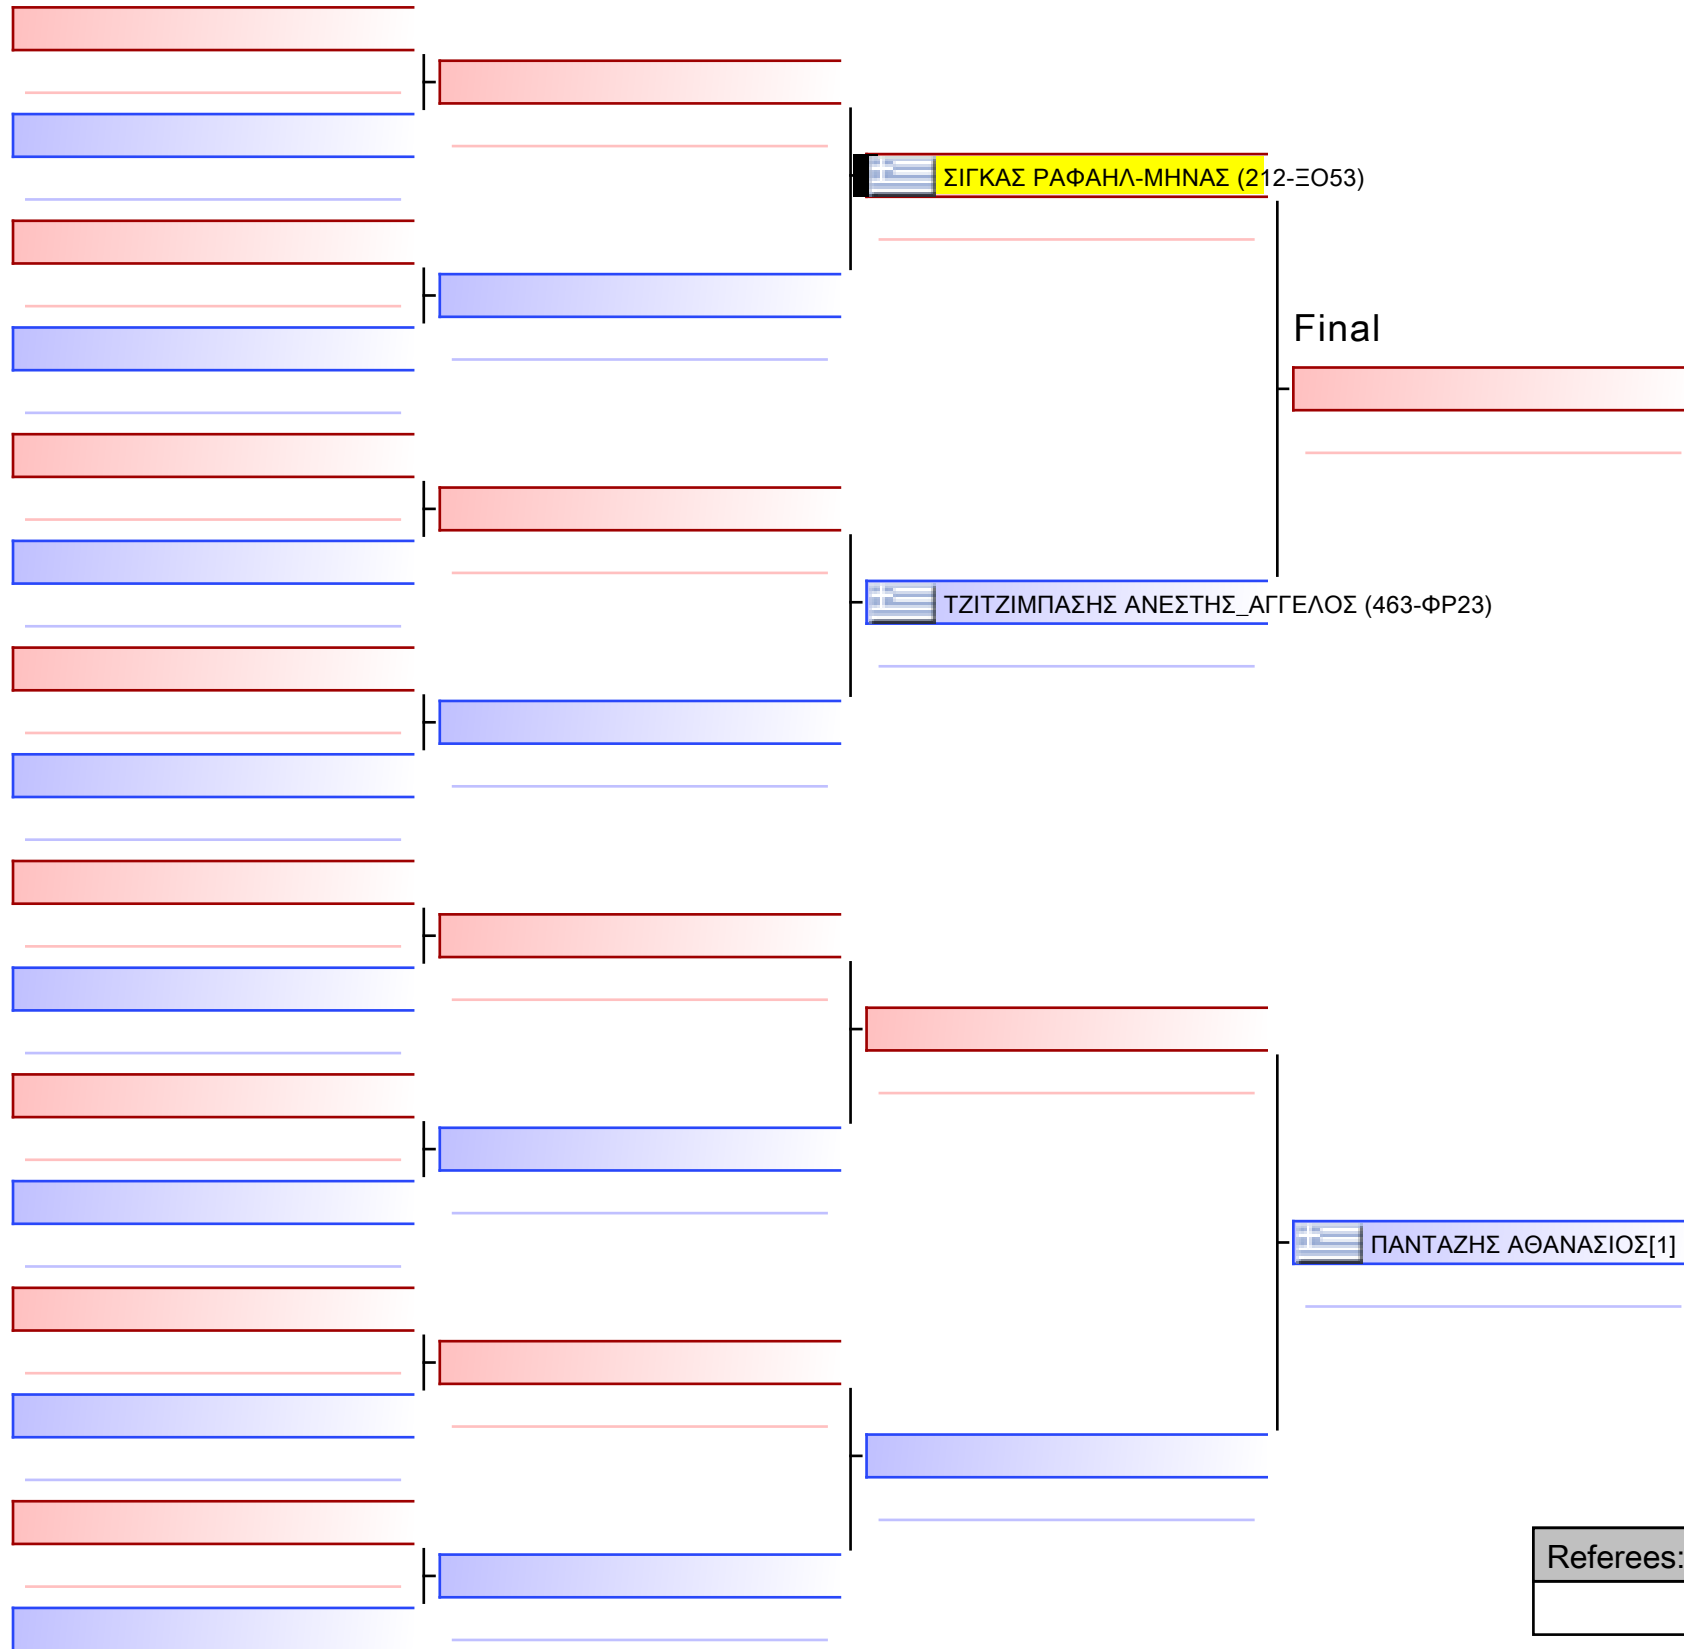 ΣΙΓΚΑΣ ΡΑΦΑΗΛ-ΜΗΝΑΣ (212-ΞΟ53)
Final
ΤΖΙΤΖΙΜΠΑΣΗΣ ΑΝΕΣΤΗΣ_ΑΓΓΕΛΟΣ (463-ΦΡ23)
ΠΑΝΤΑΖΗΣ ΑΘΑΝΑΣΙΟΣ[1]
Referees: